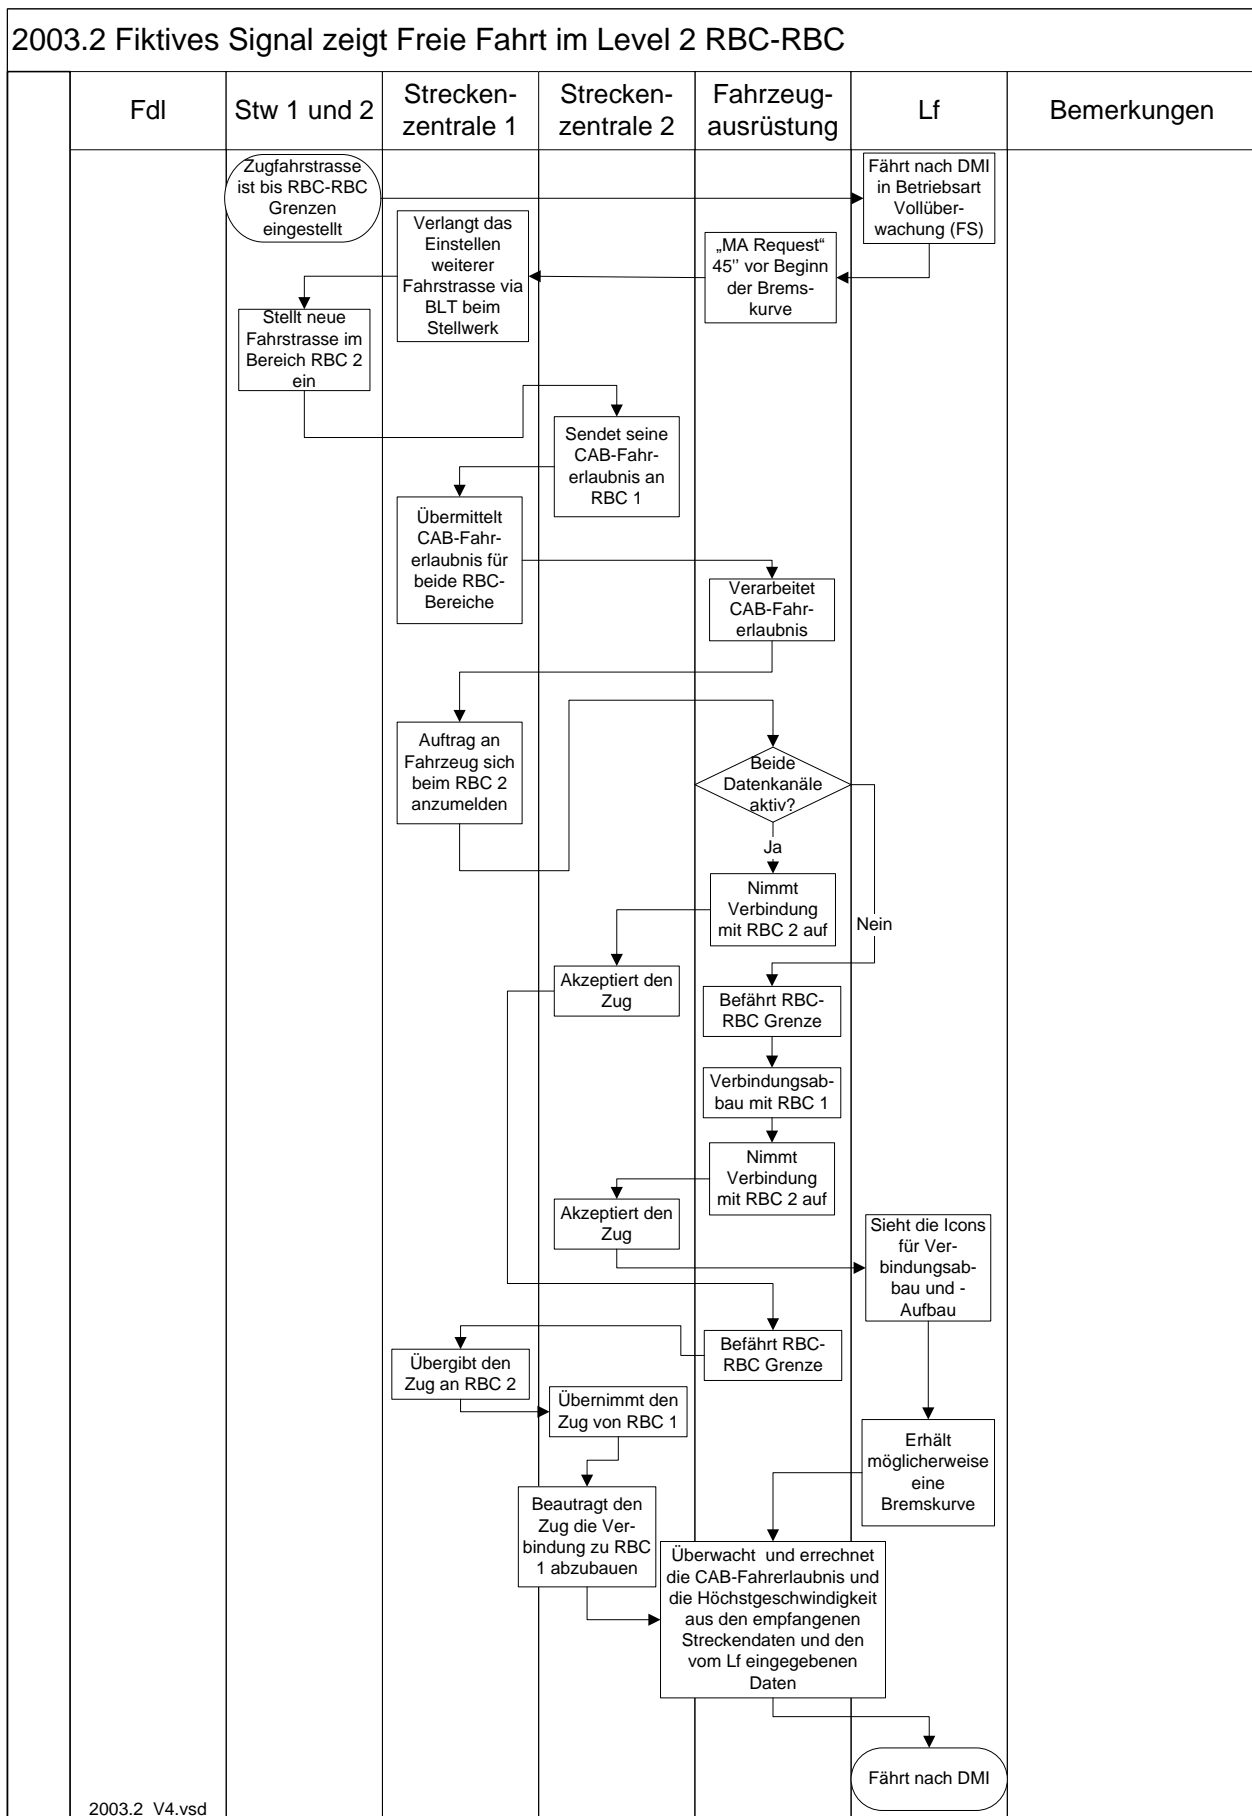 2003.2 Fiktives Signal zeigt Freie Fahrt im Level 2 RBC-RBC
Fdl
Stw 1 und 2
Strecken-
zentrale 1
Strecken-
zentrale 2
Fahrzeug-
ausrüstung
Lf
Bemerkungen
Zugfahrstrasse
ist bis RBC-RBC
Grenzen
eingestellt
Fährt nach DMI
in Betriebsart
Vollüber-
wachung (FS)
„MA Request“
45'' vor Beginn
der Brems-
kurve
Verlangt das
Einstellen
weiterer
Fahrstrasse via
BLT beim
Stellwerk
Stellt neue
Fahrstrasse im
Bereich RBC 2
ein
Sendet seine
CAB-Fahr-
erlaubnis an
RBC 1
Übermittelt
CAB-Fahr-
erlaubnis für
beide RBC-
Bereiche
Verarbeitet
CAB-Fahr-
erlaubnis
Auftrag an
Fahrzeug sich
beim RBC 2
anzumelden
Beide
Datenkanäle
aktiv?
Ja
Nein
Nimmt
Verbindung
mit RBC 2 auf
Akzeptiert den
Zug
Befährt RBC-
RBC Grenze
Verbindungsab-
bau mit RBC 1
Nimmt
Verbindung
mit RBC 2 auf
Akzeptiert den
Zug
Sieht die Icons
für Ver-
bindungsab-
bau und -
Aufbau
Befährt RBC-
RBC Grenze
Übergibt den
Zug an RBC 2
Übernimmt den
Zug von RBC 1
Erhält
möglicherweise
eine
Bremskurve
Beautragt den
Zug die Ver-
bindung zu RBC
1 abzubauen
Überwacht und errechnet
die CAB-Fahrerlaubnis und
die Höchstgeschwindigkeit
aus den empfangenen
Streckendaten und den
vom Lf eingegebenen
Daten
Fährt nach DMI
2003.2_V4.vsd